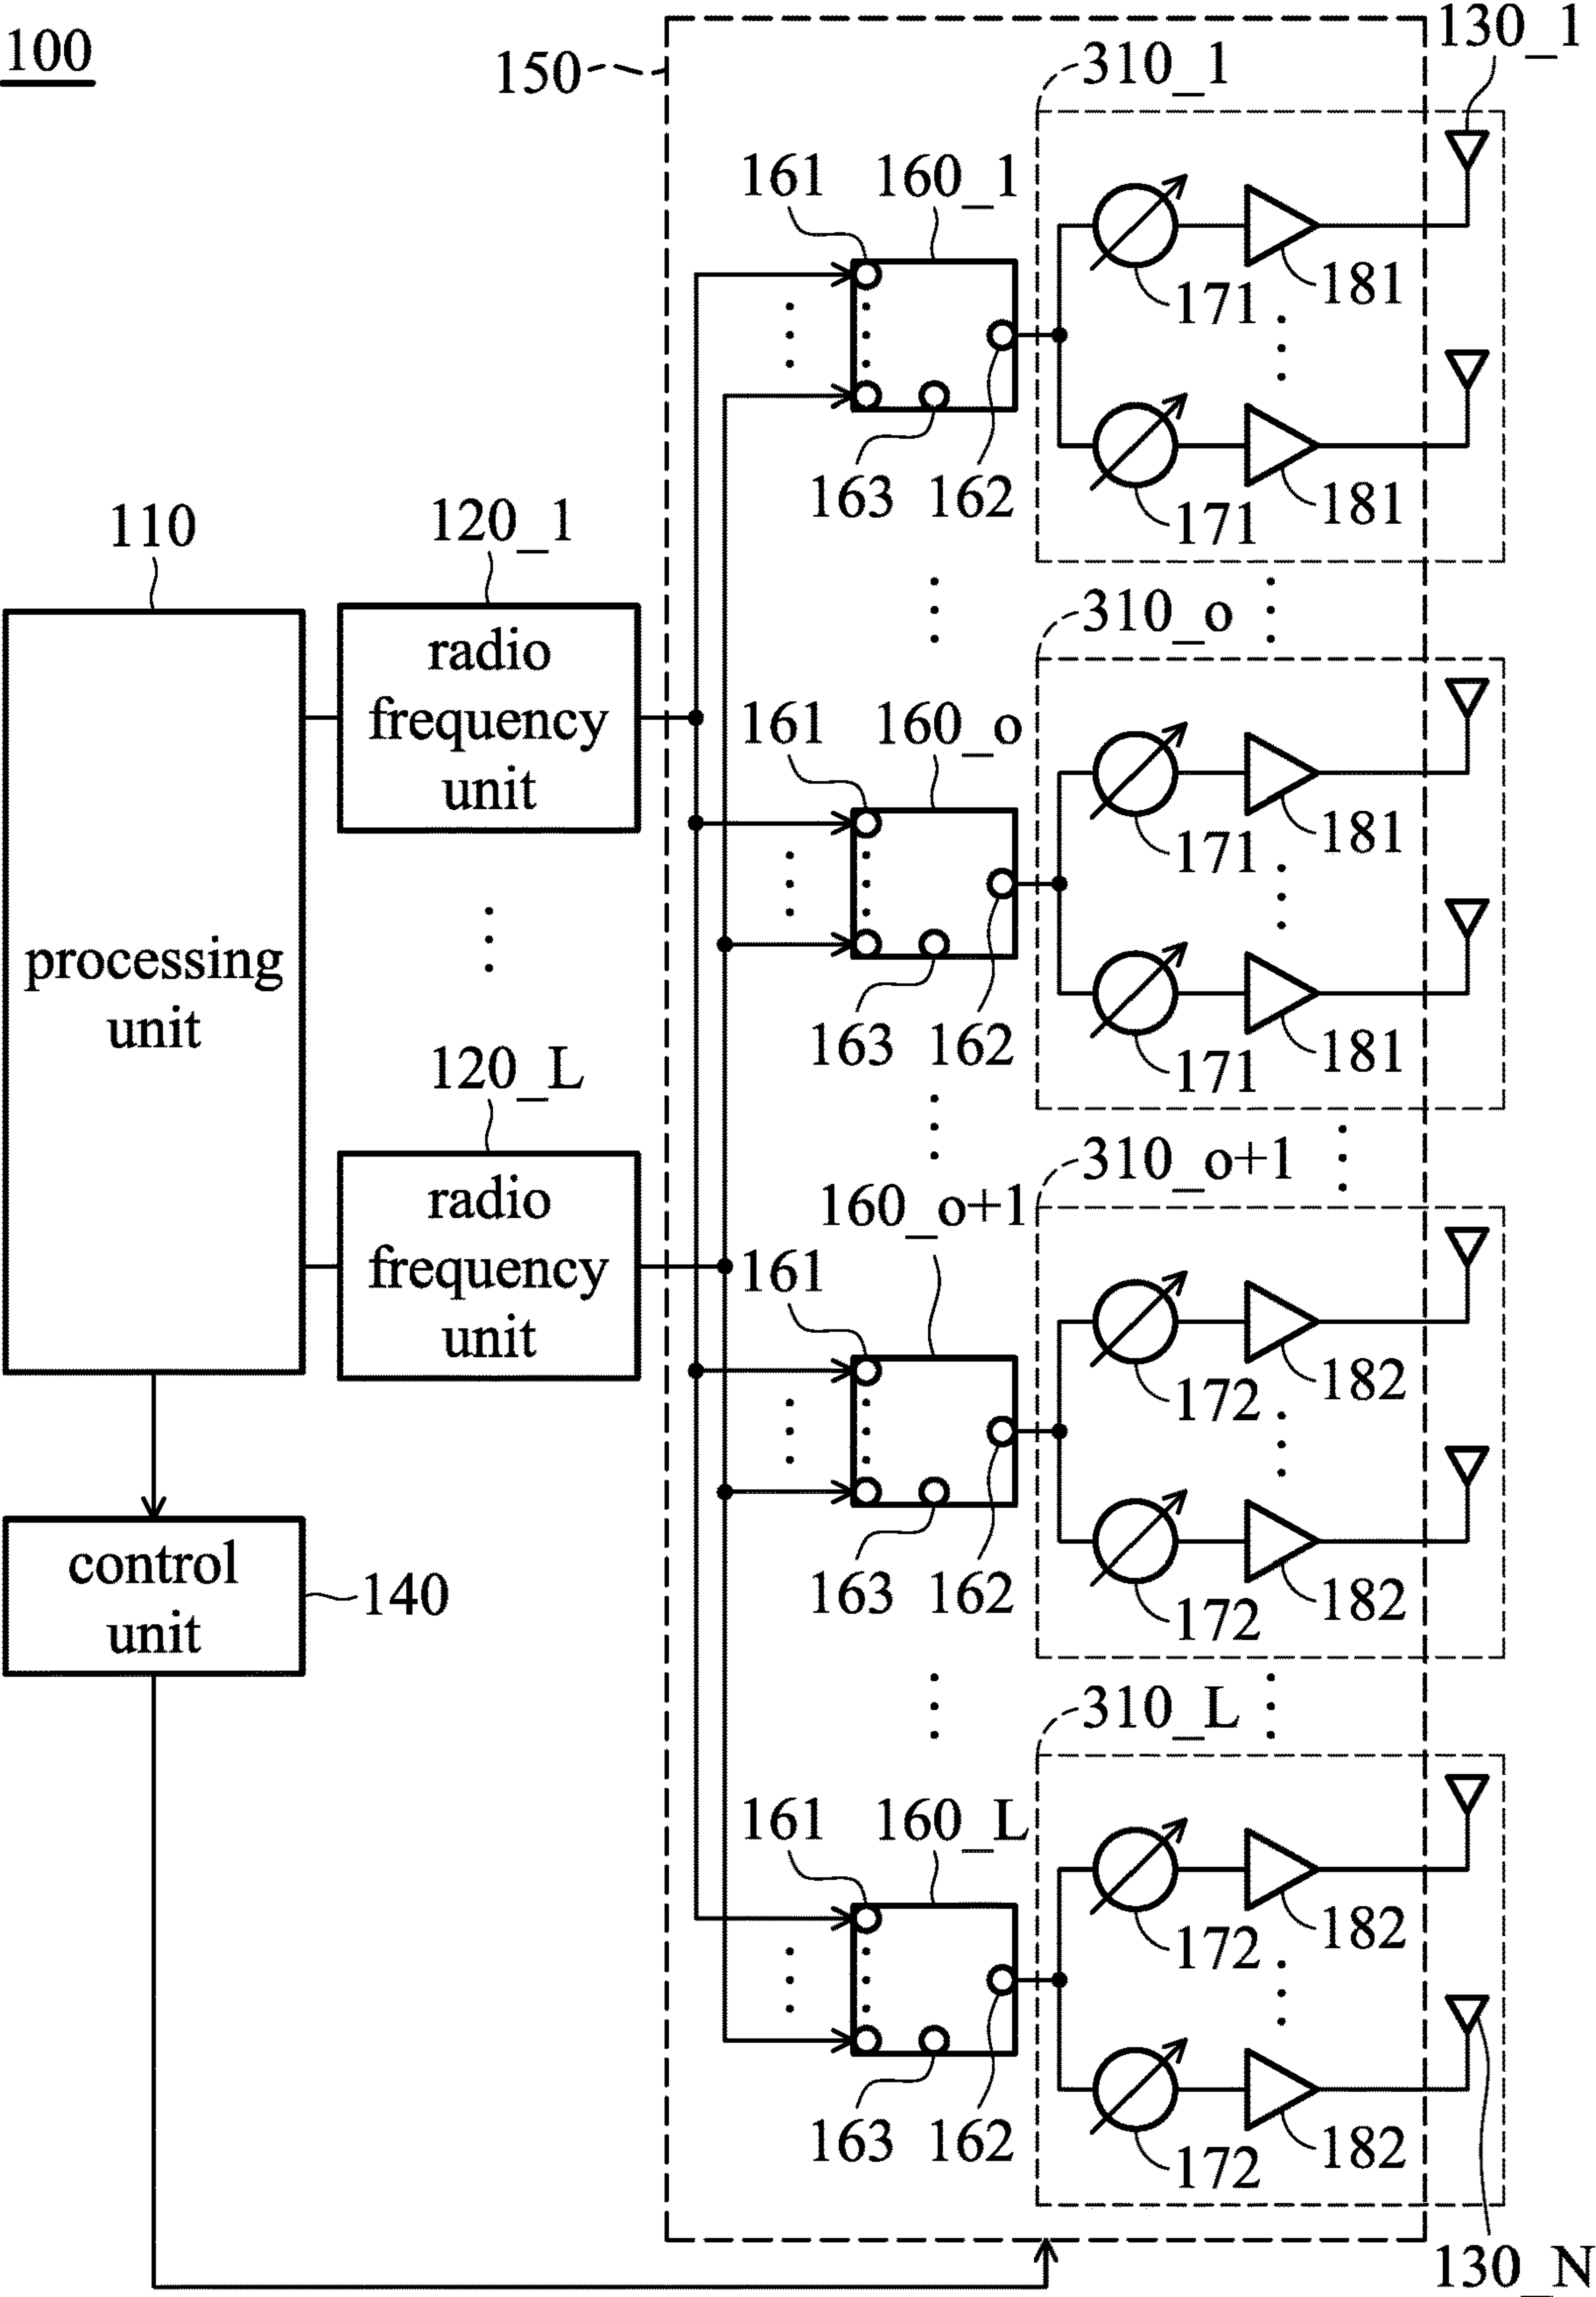 100
150
130_1
310_1
161
160_1
171
181
163
162
171
181
110
120_1
radio
frequency
unit
310_o
161
160_o
171
181
processing
unit
163
162
171
181
120_L
radio
frequency
unit
310_o+1
160_o+1
161
172
182
control
unit
140
163
162
172
182
310_L
161
160_L
172
182
163
162
172
182
130_N